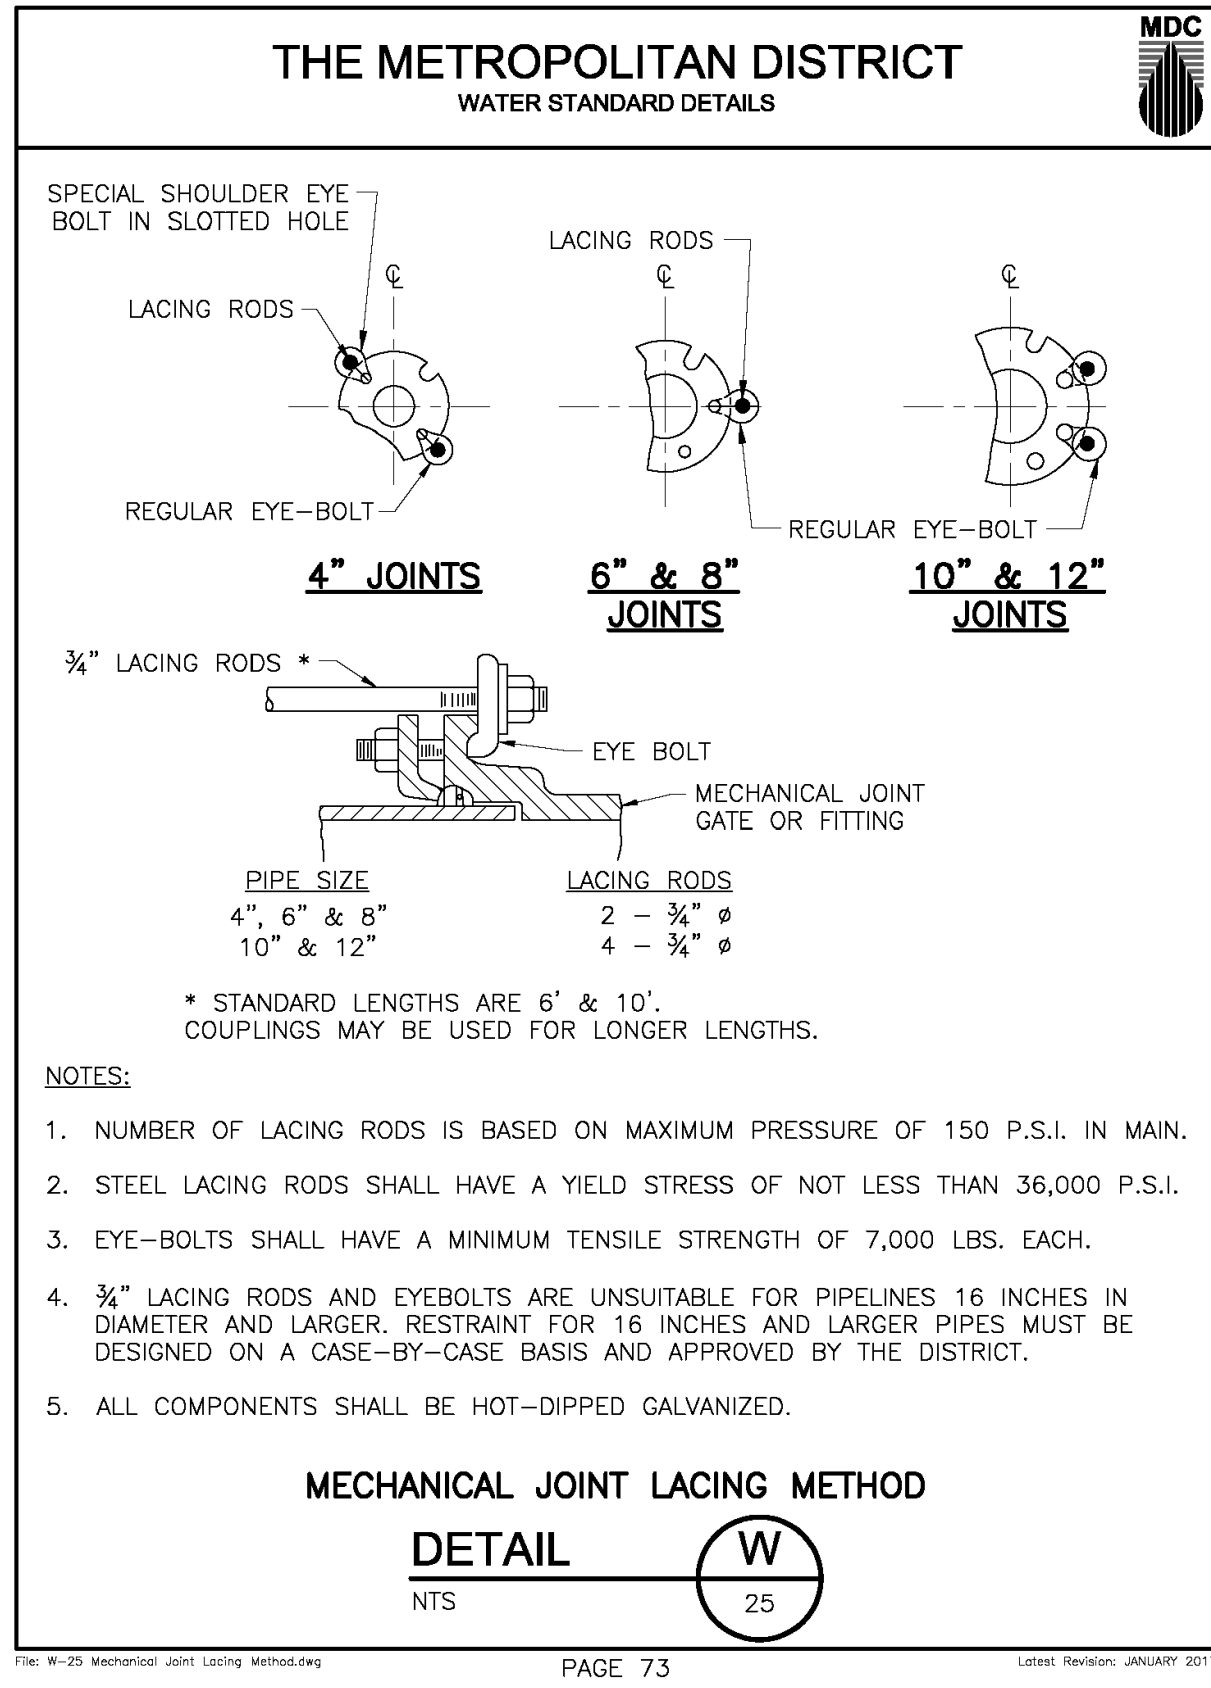 MDC
THE METROPOLITAN DISTRICT
WATER STANDARD DETAILS
SPECIAL SHOULDER EYE
BOLT IN SLOTTED HOLE
LACING RODS
℄
LACING RODS
℄
℄
REGULAR EYE-BOLT
REGULAR EYE-BOLT
4" JOINTS
6" & 8"
JOINTS
10" & 12"
JOINTS
¾" LACING RODS *
EYE BOLT
MECHANICAL JOINT
GATE OR FITTING
PIPE SIZE LACING RODS
4", 6" & 8" 2 - ¾" ø
10" & 12" 4 - ¾" ø
* STANDARD LENGTHS ARE 6' & 10'.
COUPLINGS MAY BE USED FOR LONGER LENGTHS.
NOTES:
1. NUMBER OF LACING RODS IS BASED ON MAXIMUM PRESSURE OF 150 P.S.I. IN MAIN.
2. STEEL LACING RODS SHALL HAVE A YIELD STRESS OF NOT LESS THAN 36,000 P.S.I.
3. EYE-BOLTS SHALL HAVE A MINIMUM TENSILE STRENGTH OF 7,000 LBS. EACH.
4. ¾" LACING RODS AND EYEBOLTS ARE UNSUITABLE FOR PIPELINES 16 INCHES IN
DIAMETER AND LARGER. RESTRAINT FOR 16 INCHES AND LARGER PIPES MUST BE
DESIGNED ON A CASE-BY-CASE BASIS AND APPROVED BY THE DISTRICT.
5. ALL COMPONENTS SHALL BE HOT-DIPPED GALVANIZED.
MECHANICAL JOINT LACING METHOD
DETAIL W
NTS 25
File: W-25 Mechanical Joint Lacing Method.dwg
PAGE 73
Latest Revision: JANUARY